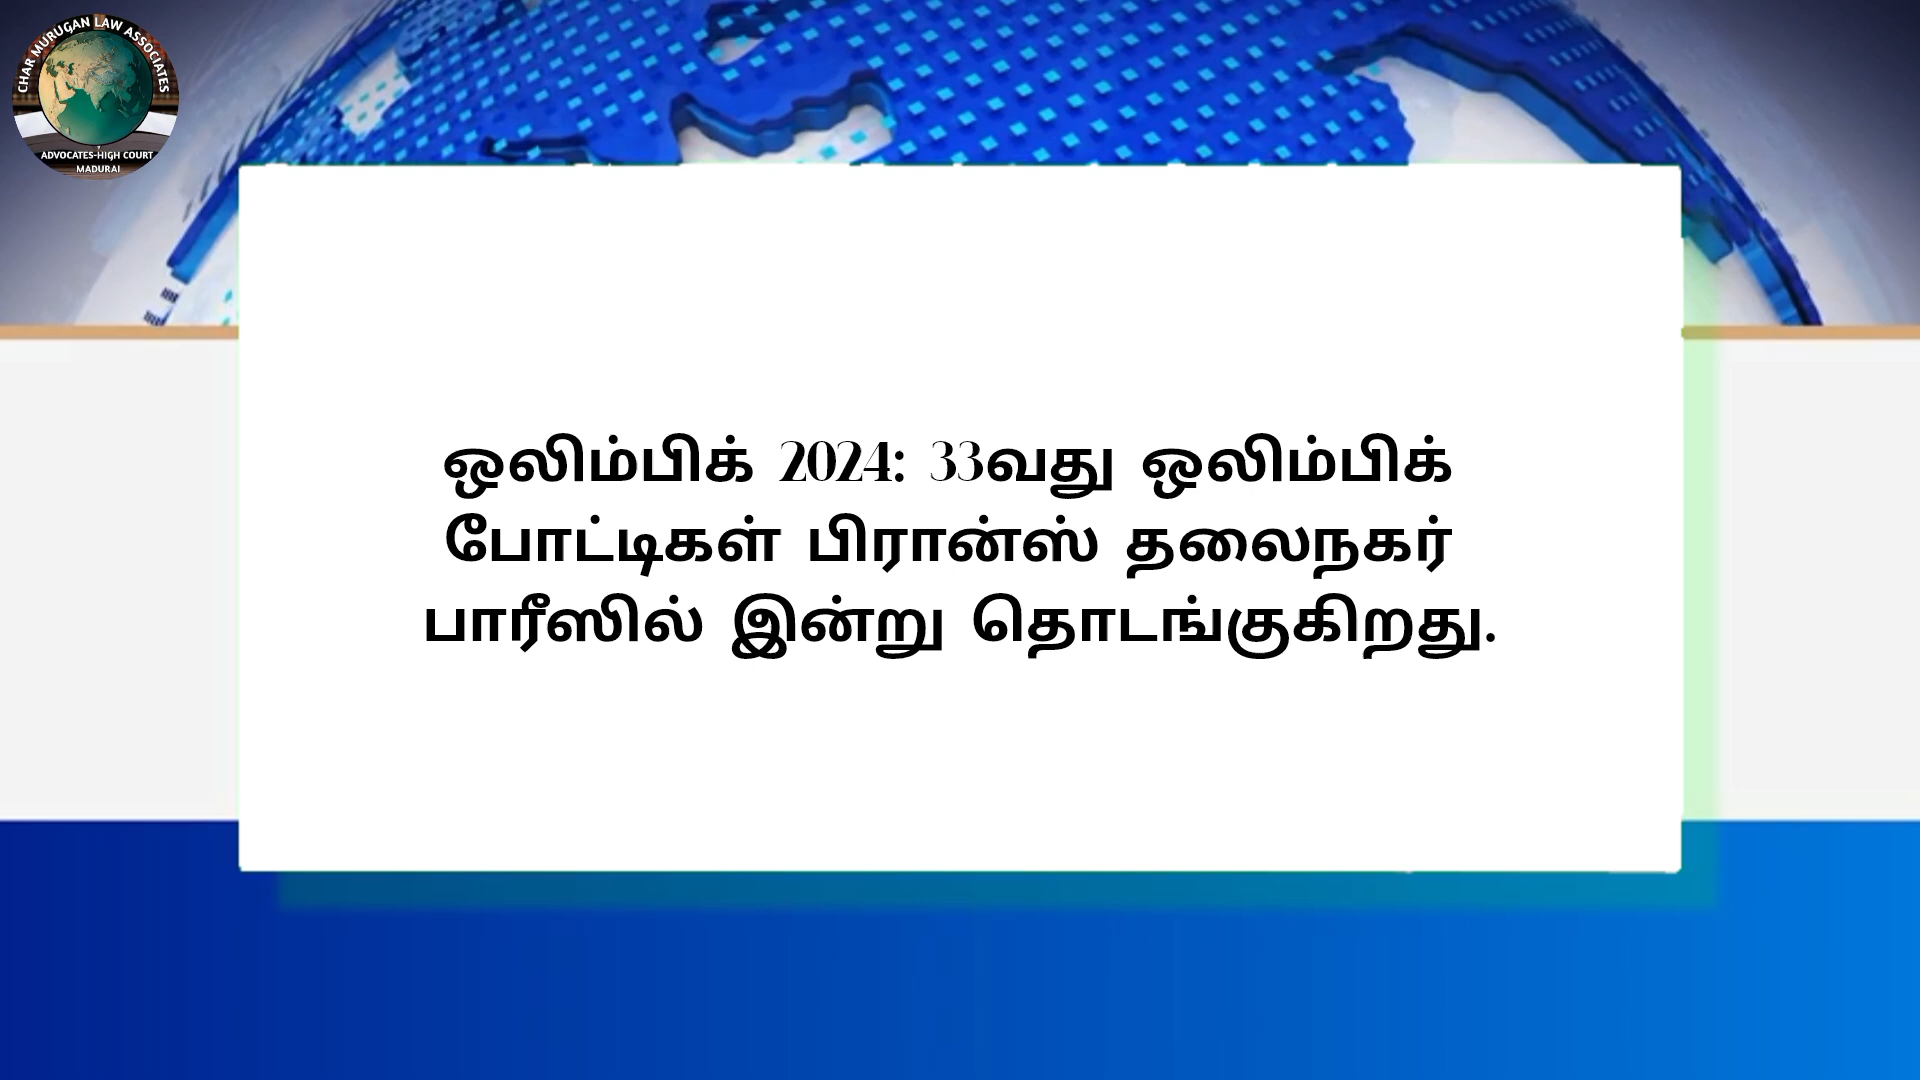 CHAR MURUGAN LAW ASSOCIATES
ADVOCATES-HIGH COURT
MADURAI
ஒலிம்பிக் 2024: 33வது ஒலிம்பிக்
போட்டிகள் பிரான்ஸ் தலைநகர்
பாரீஸில் இன்று தொடங்குகிறது.